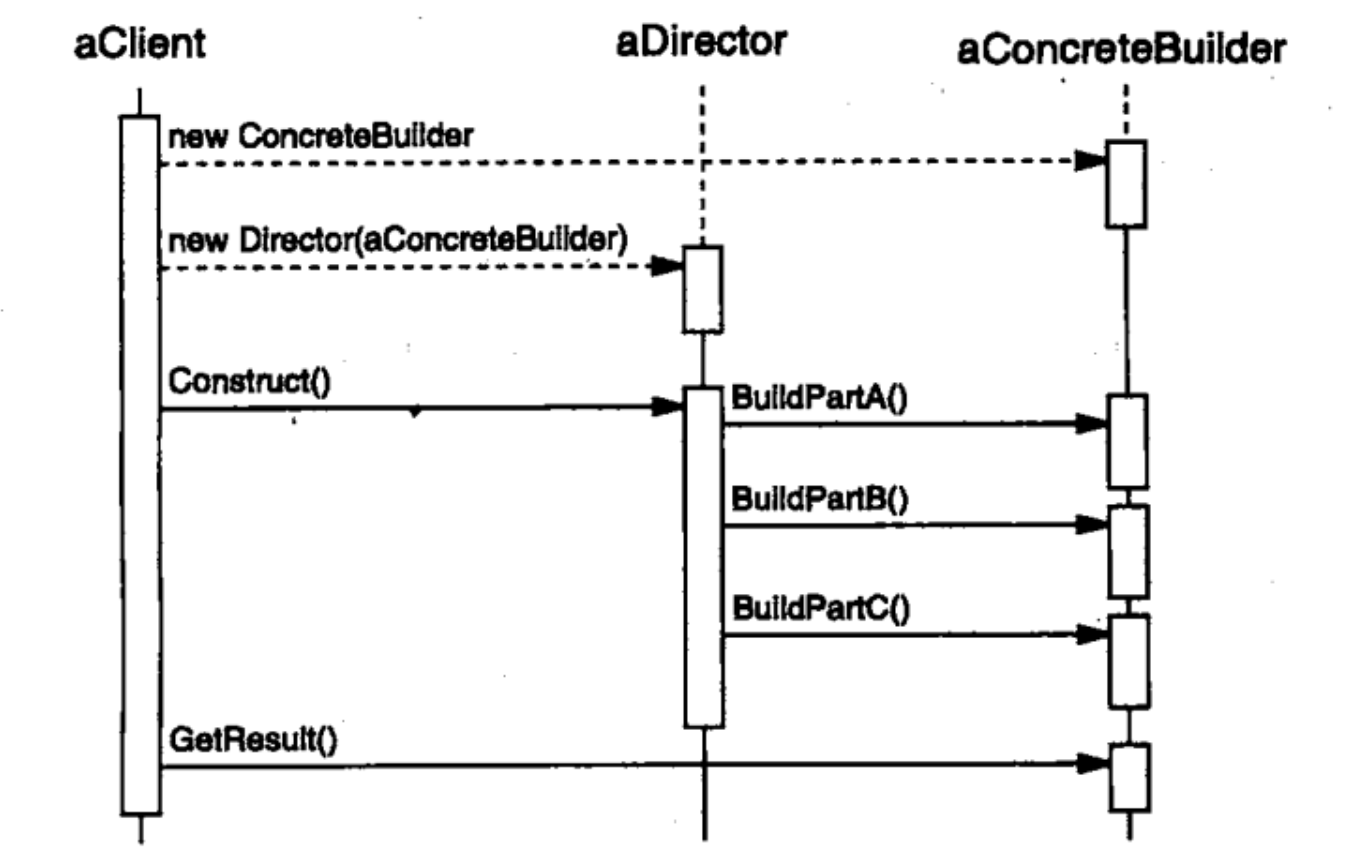 aClient
aDirector
aConcreteBuilder
new ConcreteBuilder
new Director(aConcreteBuilder)
Construct()
BuildPartA()
BuildPartB()
BuildPartC()
GetResult()